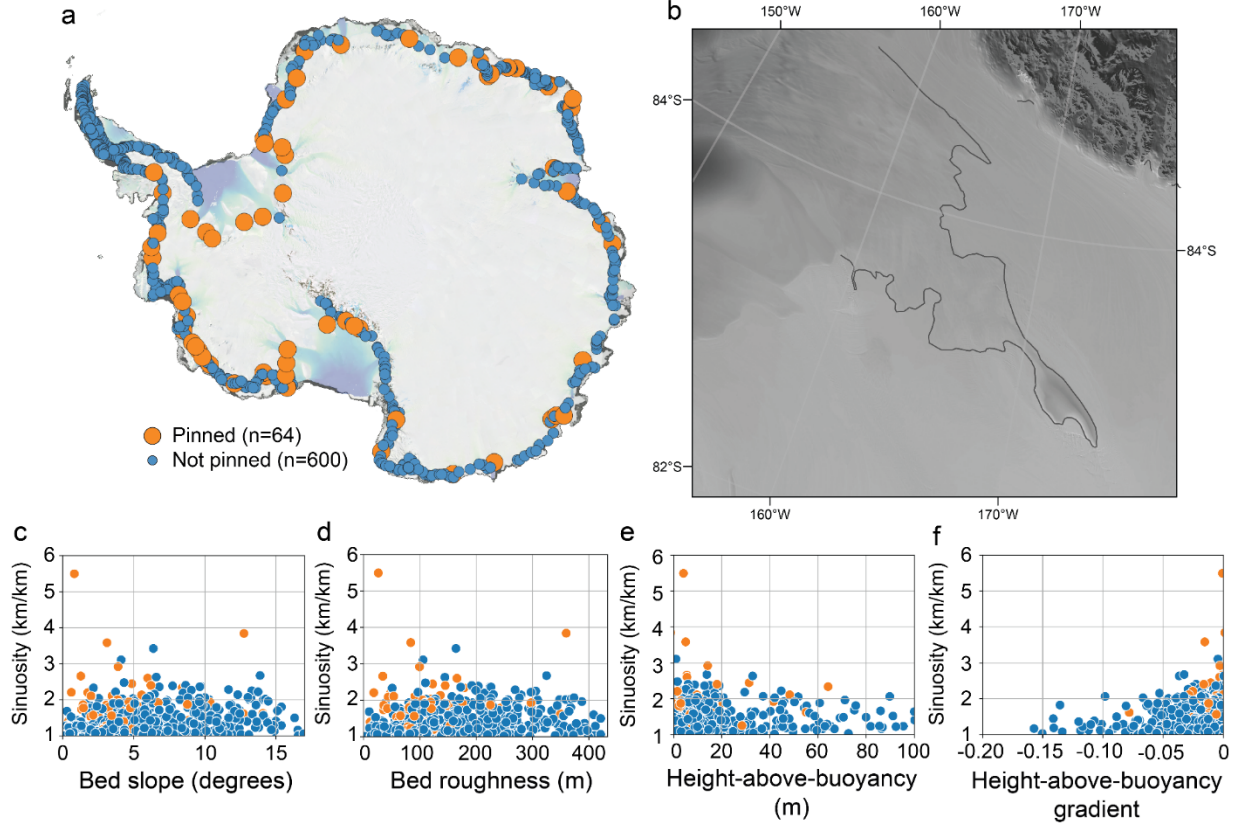 a
Pinned (n=64)
Not pinned (n=600)
b
150°W 160°W 170°W
84°S
84°S
82°S
160°W 170°W
c
6
5
4
3
2
1
Sinuosity (km/km)
0 5 10 15
Bed slope (degrees)
d
6
5
4
3
2
1
Sinuosity (km/km)
0 100 200 300 400
Bed roughness (m)
e
6
5
4
3
2
1
Sinuosity (km/km)
0 20 40 60 80 100
Height-above-buoyancy
(m)
f
6
5
4
3
2
1
Sinuosity (km/km)
-0.20 -0.15 -0.10 -0.05 0
Height-above-buoyancy
gradient